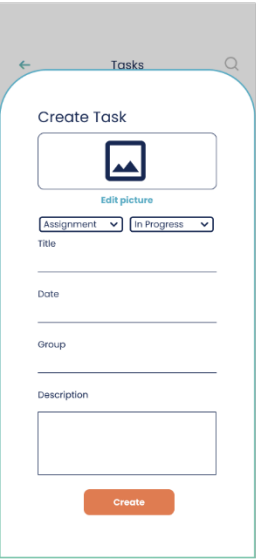 Tasks
Create Task
Edit picture
Assignment In Progress
Title
Date
Group
Description
Create